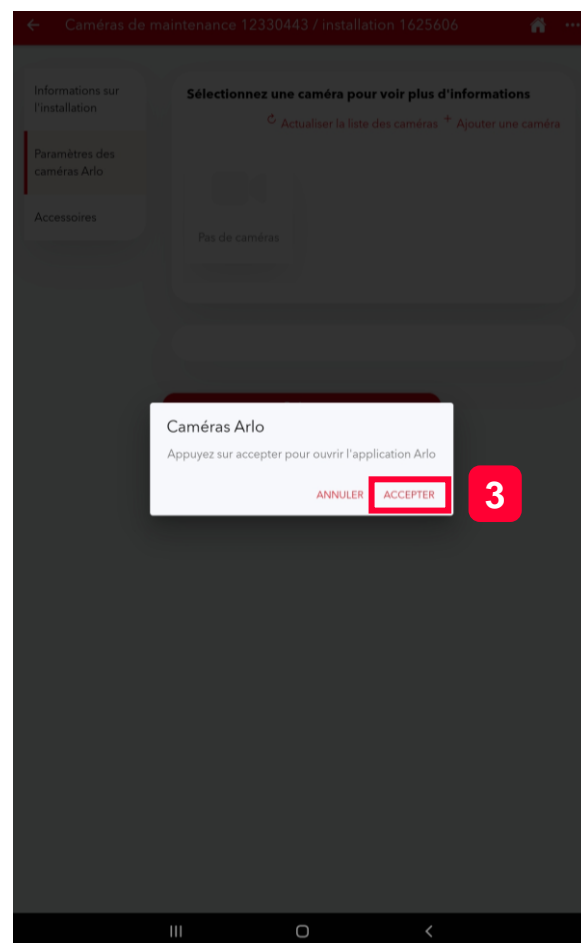 Caméras de maintenance 12330443 / installation 1625606
Informations sur
l'installation
Paramètres des
caméras Arlo
Accessoires
Sélectionnez une caméra pour voir plus d'informations
Actualiser la liste des caméras + Ajouter une caméra
Pas de caméras
Caméras Arlo
Appuyez sur accepter pour ouvrir l'application Arlo
ANNULER ACCEPTER
3